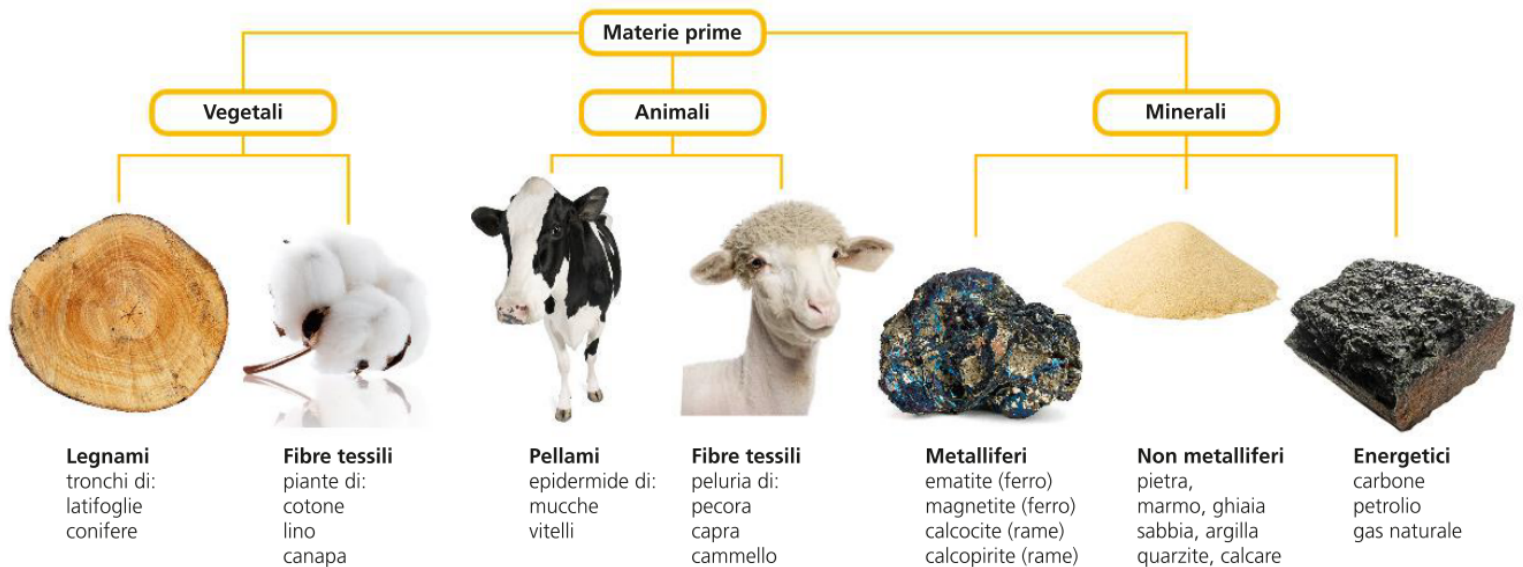 Materie prime
Vegetali
Animali
Minerali
Legnami
tronchi di:
latifoglie
conifere
Fibre tessili
piante di:
cotone
lino
canapa
Pellami
epidermide di:
mucche
vitelli
Fibre tessili
peluria di:
pecora
capra
cammello
Metalliferi
ematite (ferro)
magnetite (ferro)
calcocite (rame)
calcopirite (rame)
Non metalliferi
pietra,
marmo, ghiaia
sabbia, argilla
quarzite, calcare
Energetici
carbone
petrolio
gas naturale